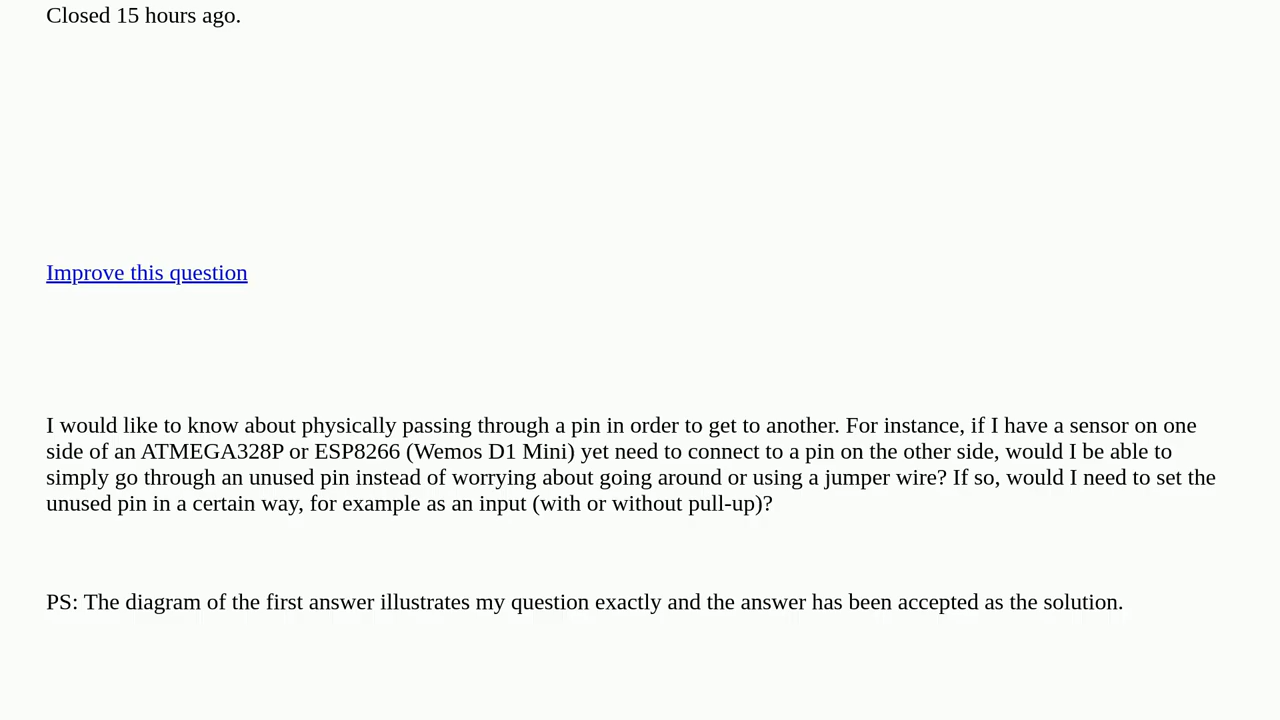 Closed 15 hours ago.
Improve this question
I would like to know about physically passing through a pin in order to get to another. For instance, if I have a sensor on one
side of an ATMEGA328P or ESP8266 (Wemos D1 Mini) yet need to connect to a pin on the other side, would I be able to
simply go through an unused pin instead of worrying about going around or using a jumper wire? If so, would I need to set the
unused pin in a certain way, for example as an input (with or without pull-up)?
PS: The diagram of the first answer illustrates my question exactly and the answer has been accepted as the solution.